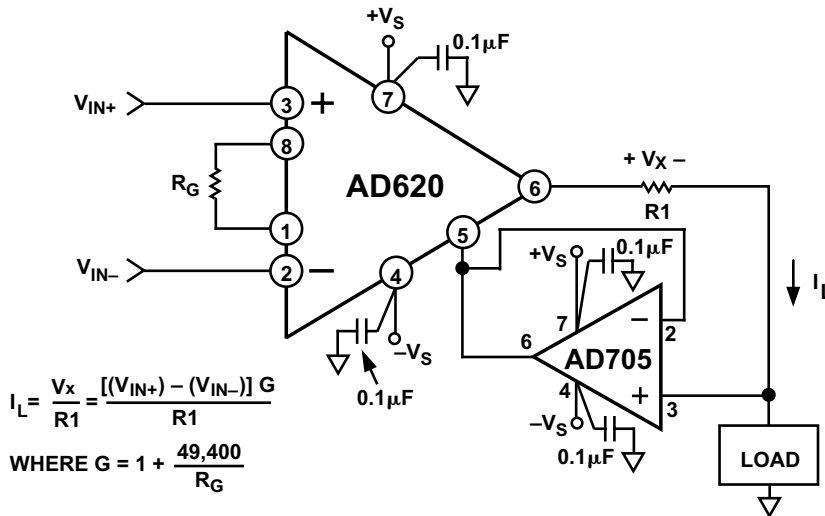 +VS
0.1µF
VIN+
3
+
7
8
RG
AD620
+ VX –
6
R1
1
5
VIN–
2
–
4
–VS
0.1µF
+VS
0.1µF
7
–
2
6
AD705
IL
4
+
3
–VS
0.1µF
LOAD
IL= Vx / R1 = [(VIN+) – (VIN–)] G / R1
WHERE G = 1 + 49,400 / RG